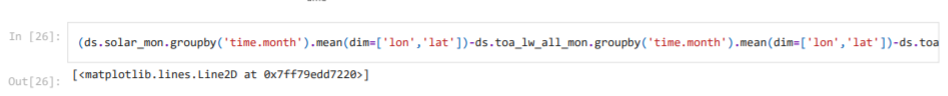 In [26]:
(ds.solar_mon.groupby('time.month').mean(dim=['lon','lat'])-ds.toa_lw_all_mon.groupby('time.month').mean(dim=['lon','lat'])-ds.toa
Out[26]:
[<matplotlib.lines.Line2D at 0x7ff79edd7220>]